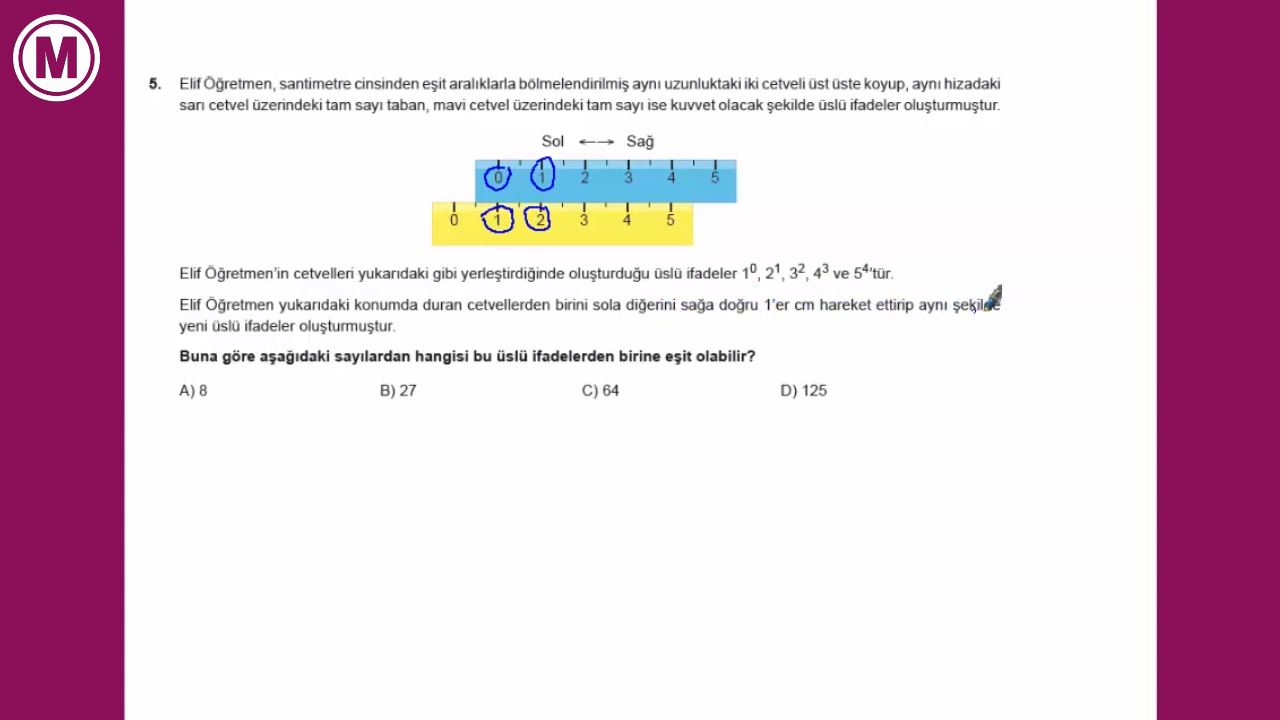 M
5. Elif Öğretmen, santimetre cinsinden eşit aralıklarla bölmelendirilmiş aynı uzunluktaki iki cetveli üst üste koyup, aynı hizadaki
sarı cetvel üzerindeki tam sayı taban, mavi cetvel üzerindeki tam sayı ise kuvvet olacak şekilde üslü ifadeler oluşturmuştur.
Sol ←→ Sağ
0 1 2 3 4 5
0 1 2 3 4 5
Elif Öğretmen'in cetvelleri yukarıdaki gibi yerleştirdiğinde oluşturduğu üslü ifadeler 1⁰, 2¹, 3², 4³ ve 5⁴'tür.
Elif Öğretmen yukarıdaki konumda duran cetvellerden birini sola diğerini sağa doğru 1'er cm hareket ettirip aynı şekilde
yeni üslü ifadeler oluşturmuştur.
Buna göre aşağıdaki sayılardan hangisi bu üslü ifadelerden birine eşit olabilir?
A) 8 B) 27 C) 64 D) 125